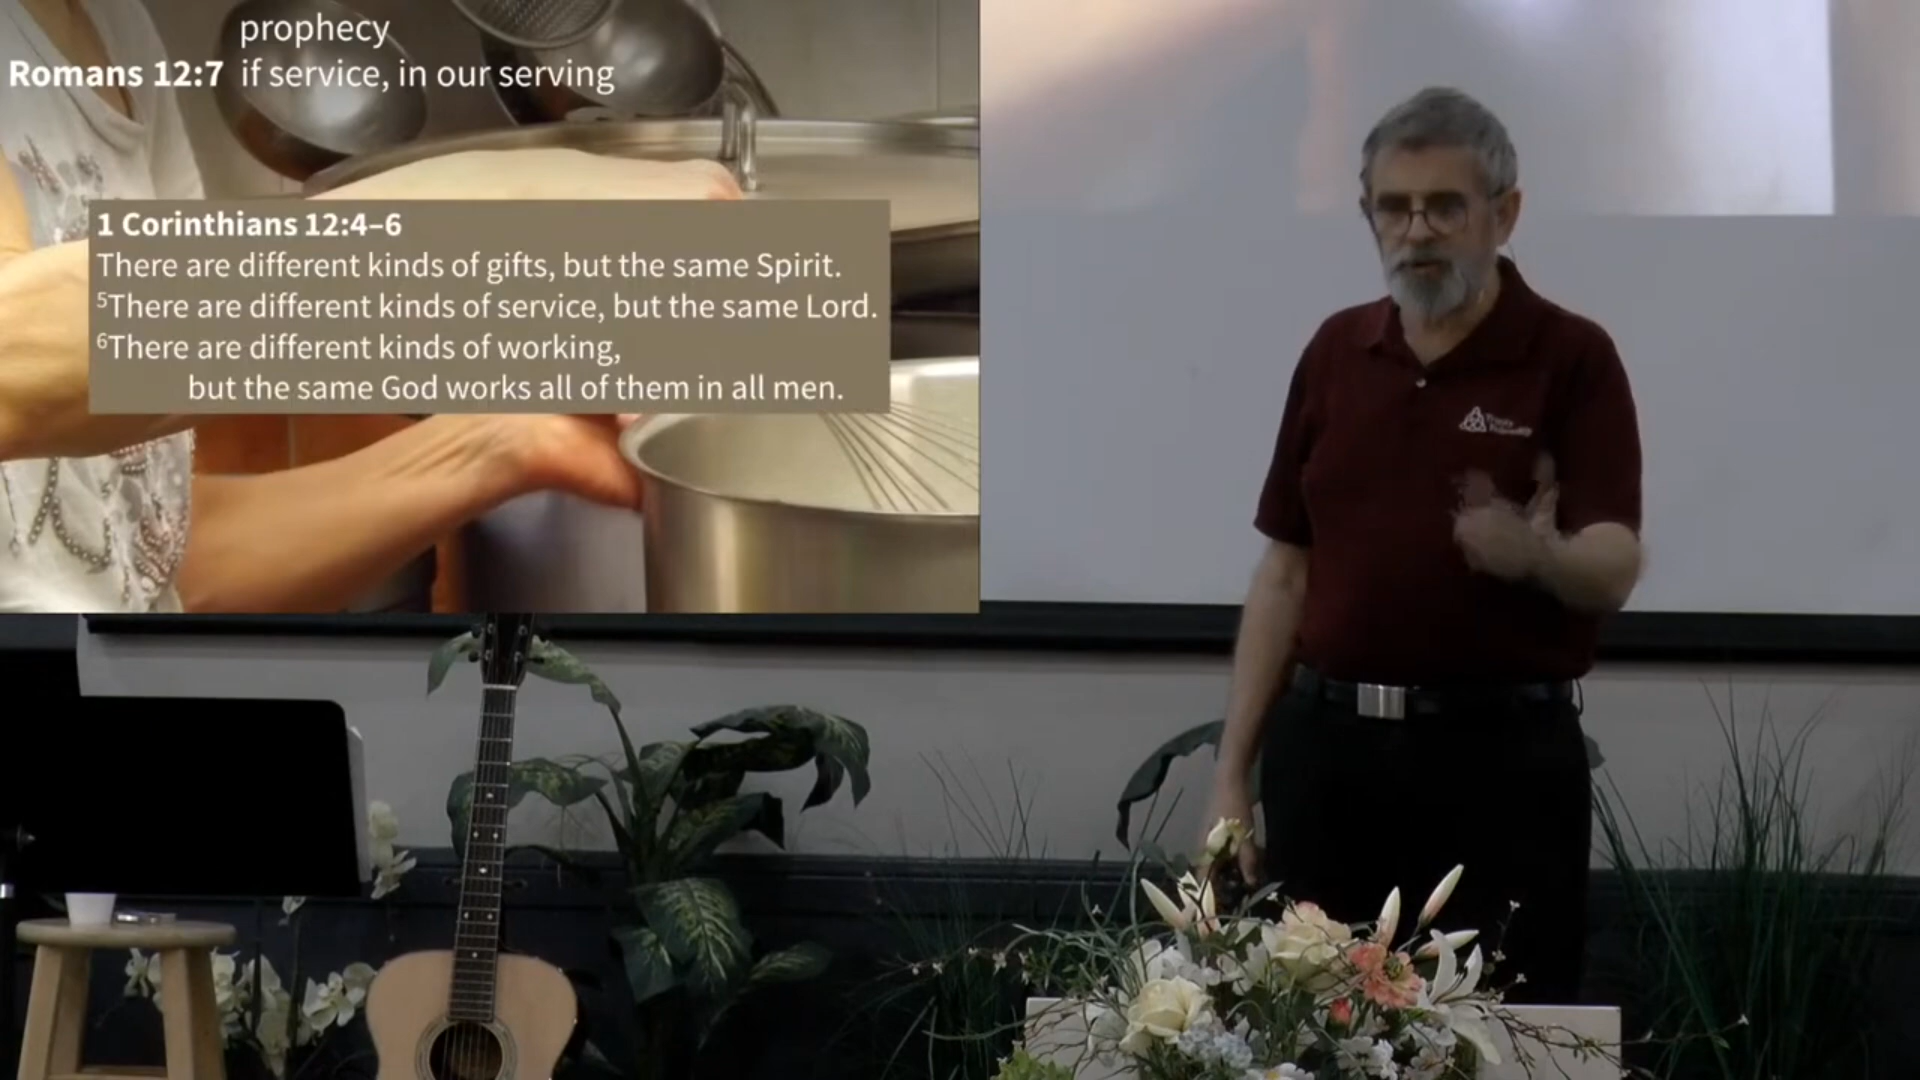 prophecy
Romans 12:7 if service, in our serving
1 Corinthians 12:4–6
There are different kinds of gifts, but the same Spirit.
⁵There are different kinds of service, but the same Lord.
⁶There are different kinds of working,
but the same God works all of them in all men.
Trinity
Fellowship